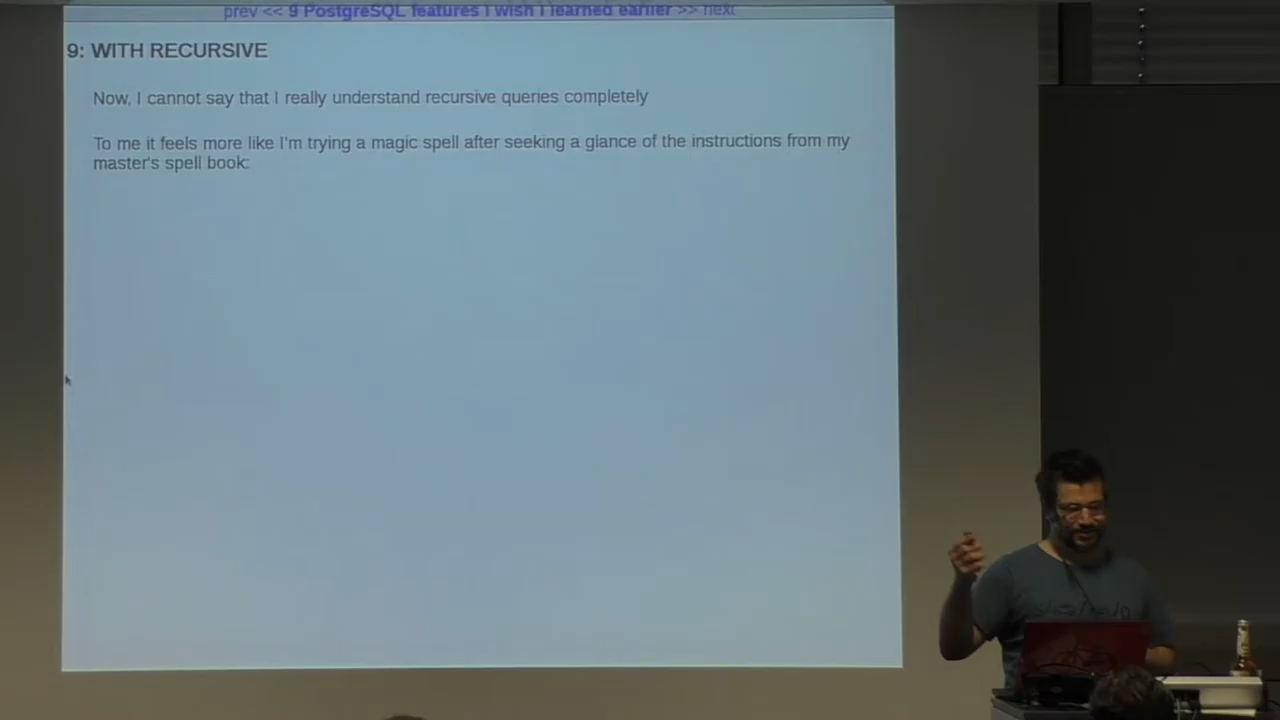 prev << 9 PostgreSQL features I wish I learned earlier >> next
9: WITH RECURSIVE
Now, I cannot say that I really understand recursive queries completely
To me it feels more like I'm trying a magic spell after seeking a glance of the instructions from my
master's spell book: